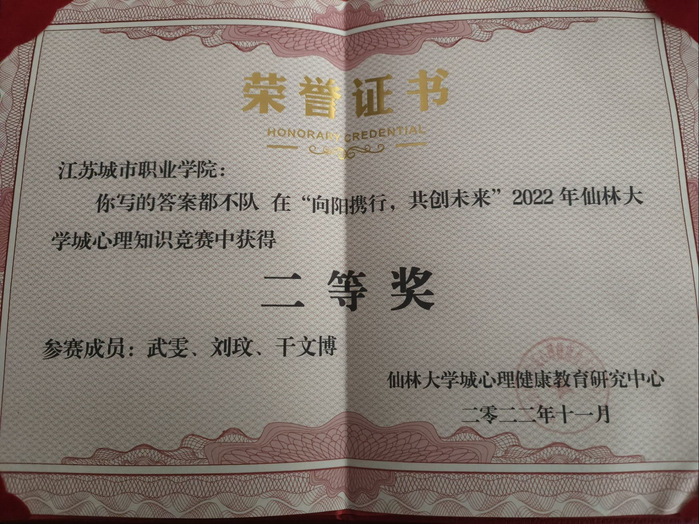 荣誉证书
HONORARY CREDENTIAL
江苏城市职业学院：
你写的答案都不队 在“向阳携行，共创未来”2022年仙林大
学城心理知识竞赛中获得
二等奖
参赛成员：武雯、刘玟、干文博
仙林大学城心理健康教育研究中心
二零二二年十一月